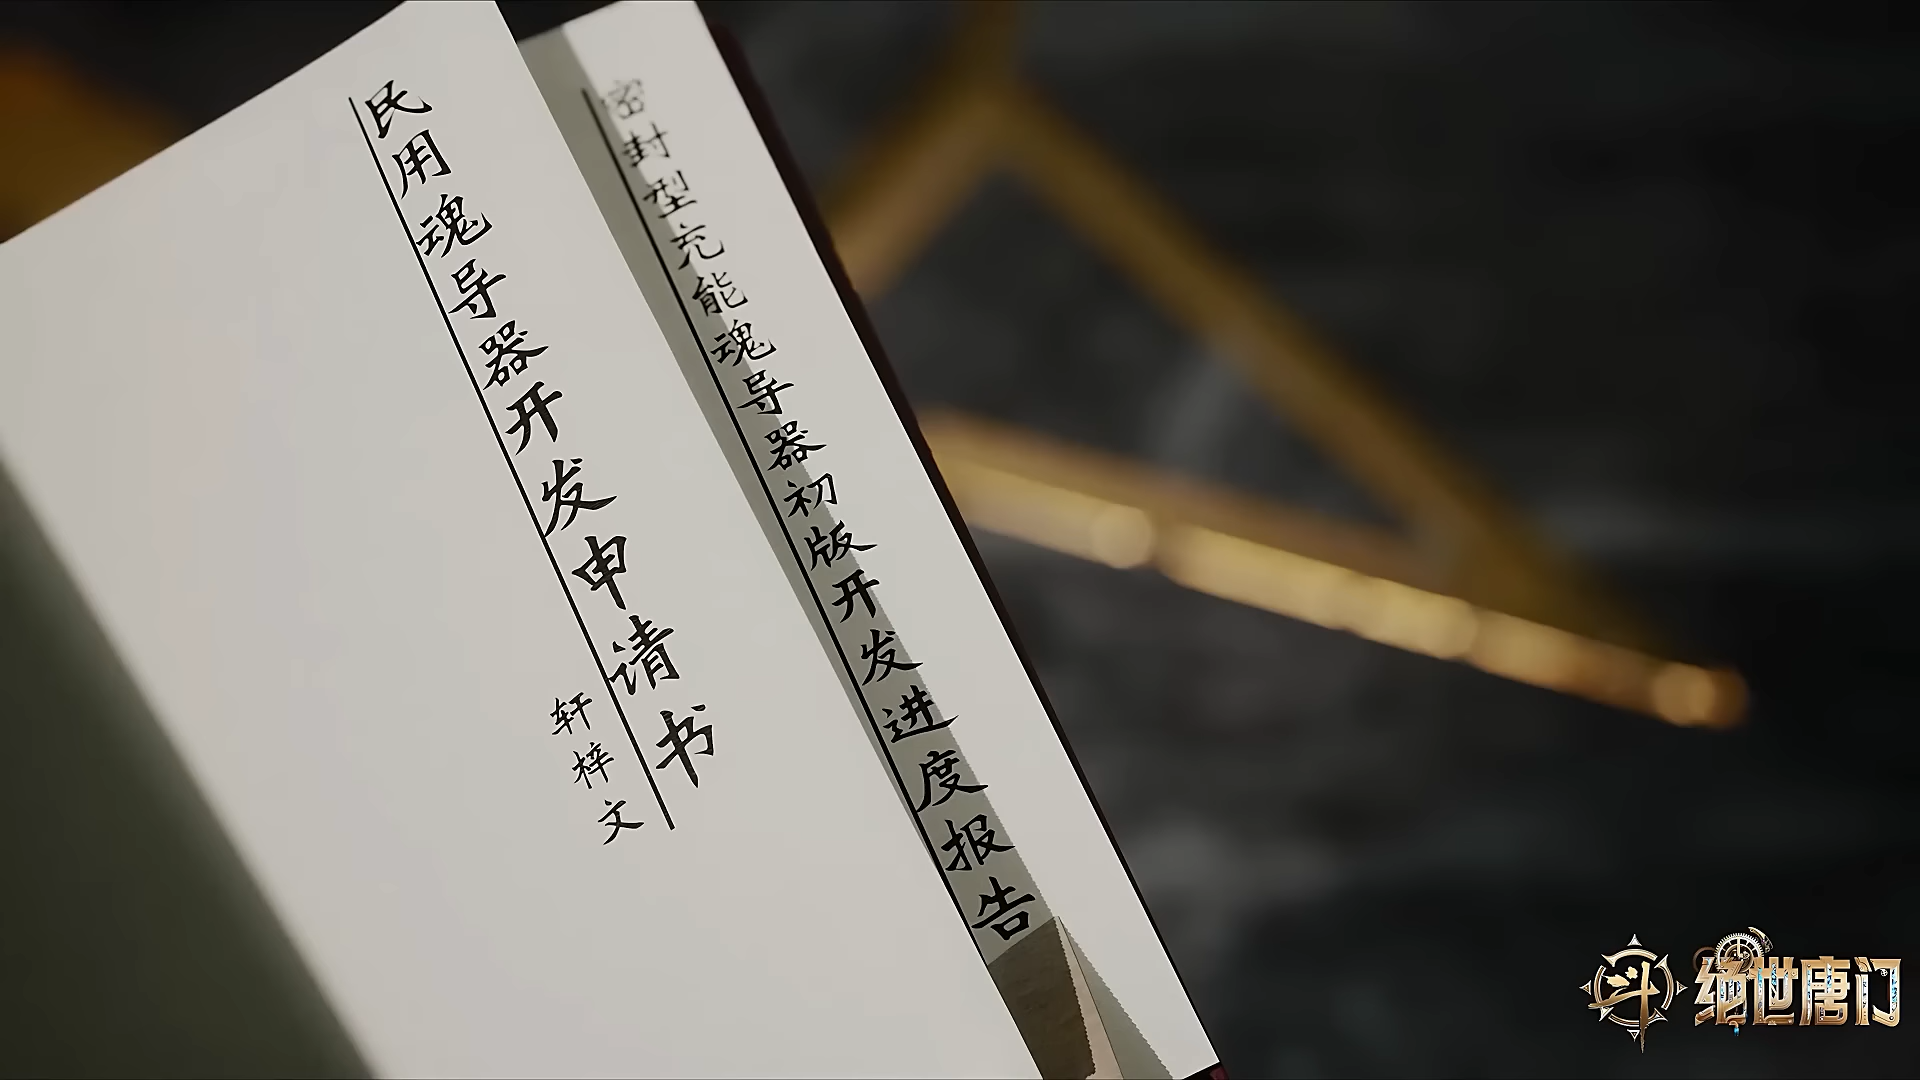 民用魂导器开发申请书
轩梓文
密封型充能魂导器初版开发进度报告
斗
绝世唐门